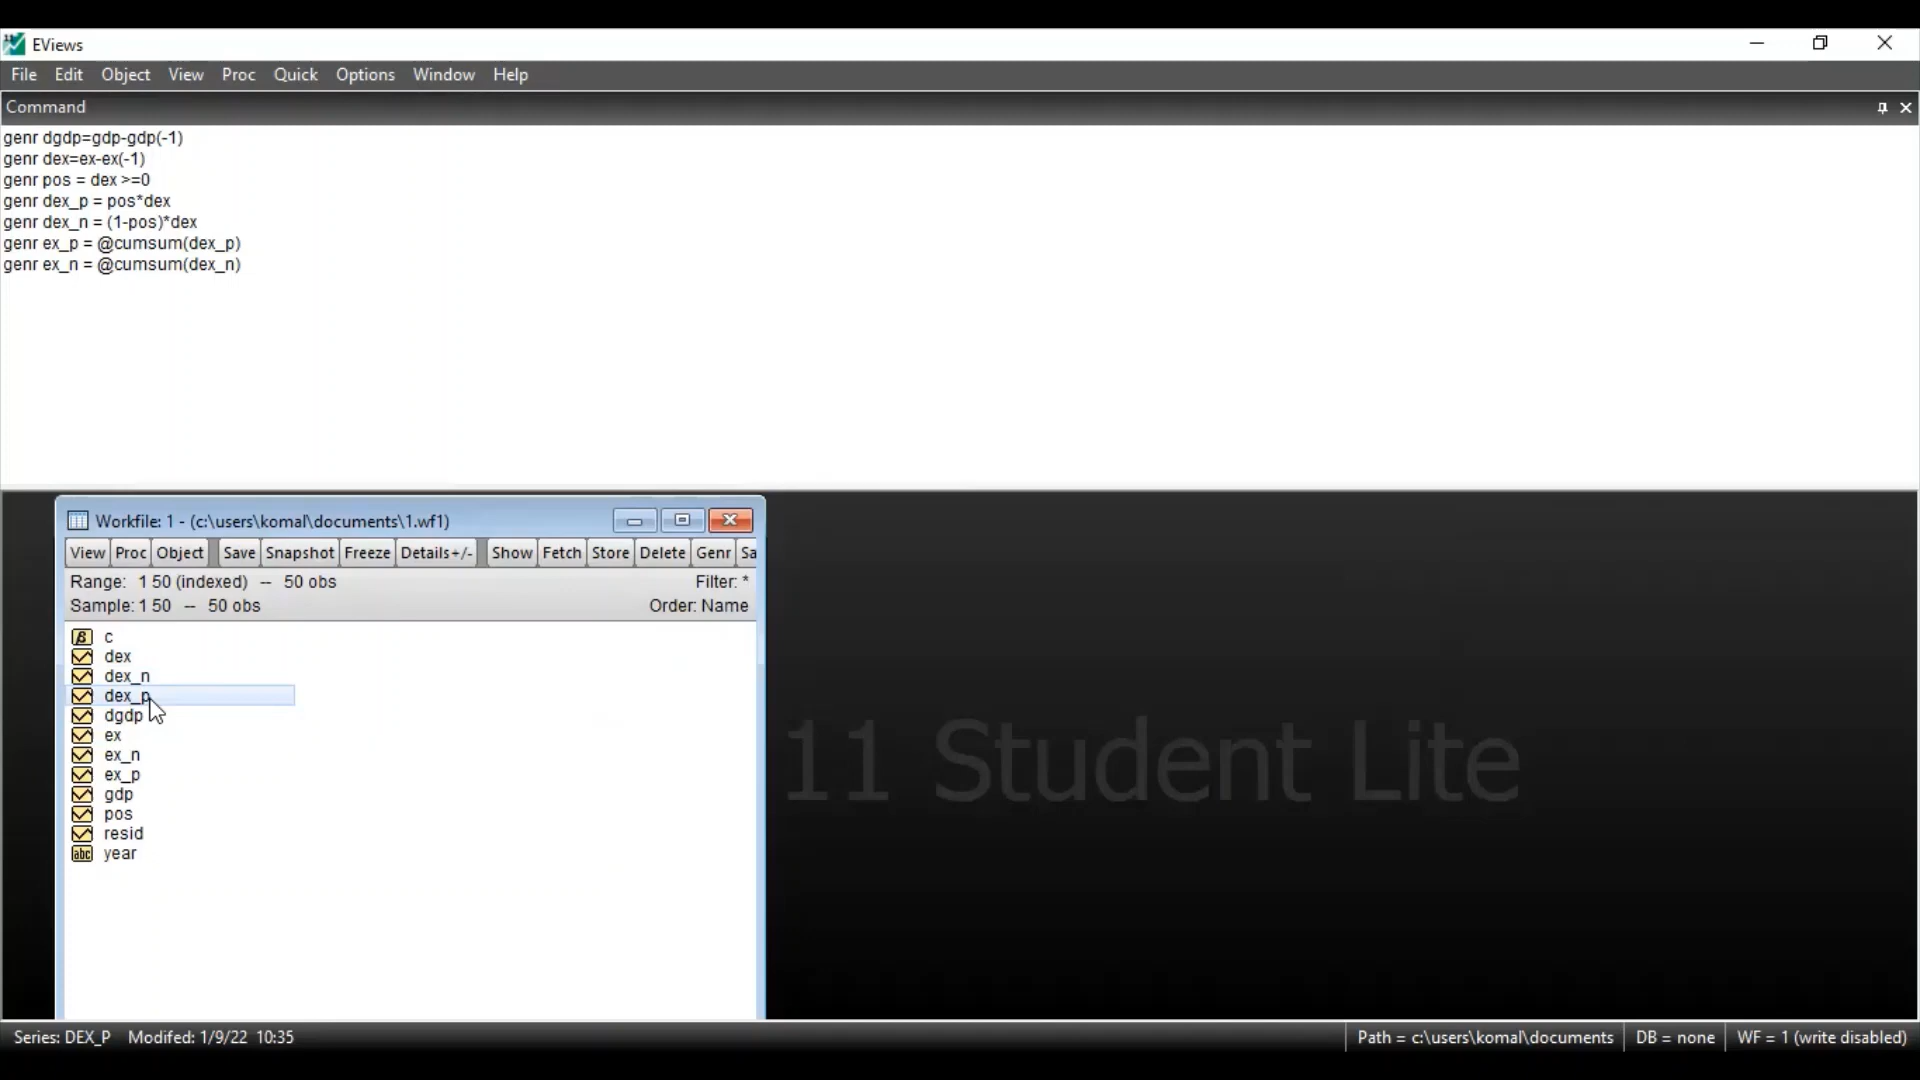 EViews
File Edit Object View Proc Quick Options Window Help
Command
genr dgdp=gdp-gdp(-1)
genr dex=ex-ex(-1)
genr pos = dex >=0
genr dex_p = pos*dex
genr dex_n = (1-pos)*dex
genr ex_p = @cumsum(dex_p)
genr ex_n = @cumsum(dex_n)
Workfile: 1 - (c:\users\komal\documents\1.wf1)
View Proc Object Save Snapshot Freeze Details+/- Show Fetch Store Delete Genr Sa
Range: 1 50 (indexed) -- 50 obs Filter: *
Sample: 1 50 -- 50 obs Order: Name
β c
dex
dex_n
dex_p
dgdp
ex
ex_n
ex_p
gdp
pos
resid
abc year
11 Student Lite
Series: DEX_P Modifed: 1/9/22 10:35 Path = c:\users\komal\documents DB = none WF = 1 (write disabled)